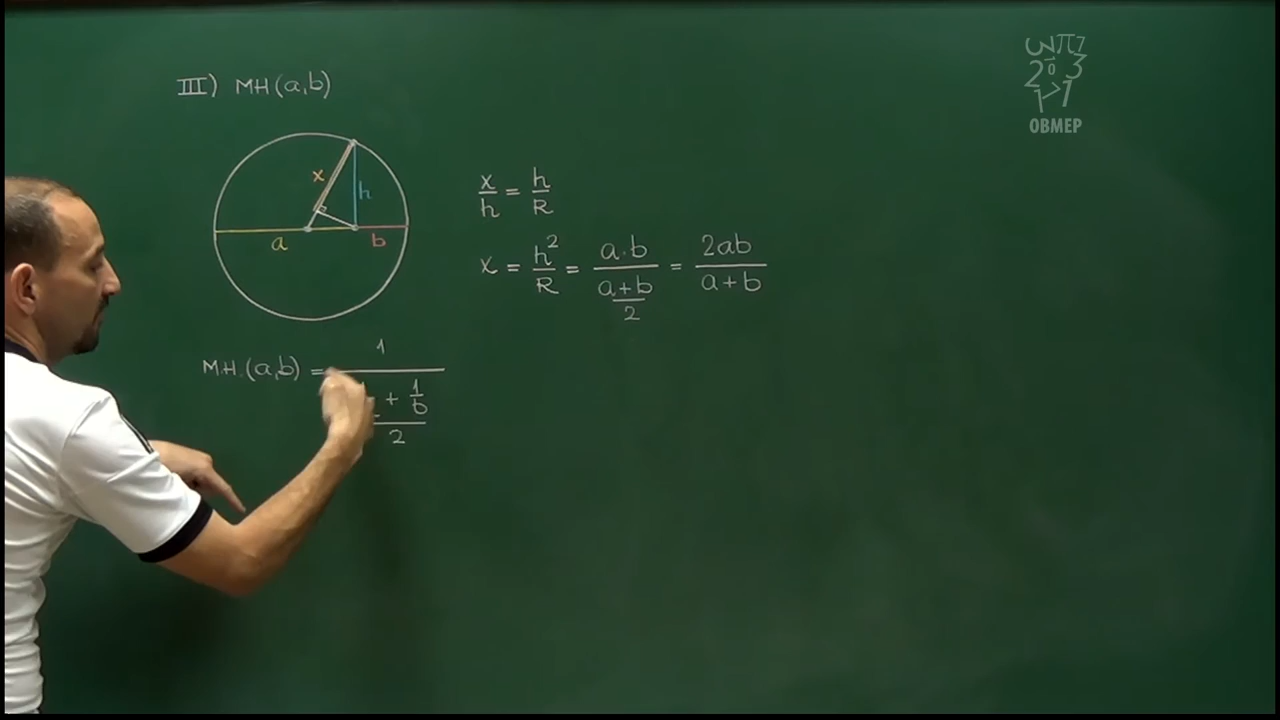 III) MH(a,b)
x
h
a
b
x/h = h/R
x = h²/R = a·b/((a+b)/2) = 2ab/(a+b)
M.H.(a,b) = 1
+ 1/b
2
OBMEP